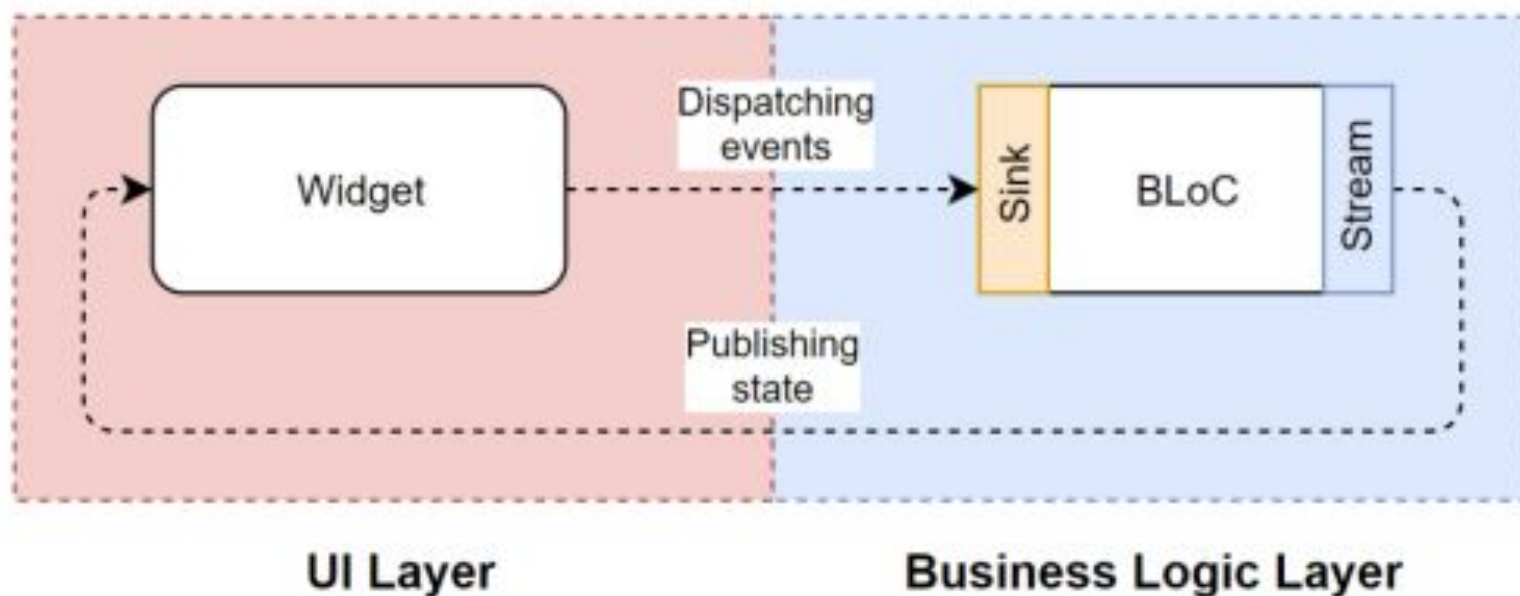 Dispatching
events
Widget
Sink
BLoC
Stream
Publishing
state
UI Layer
Business Logic Layer